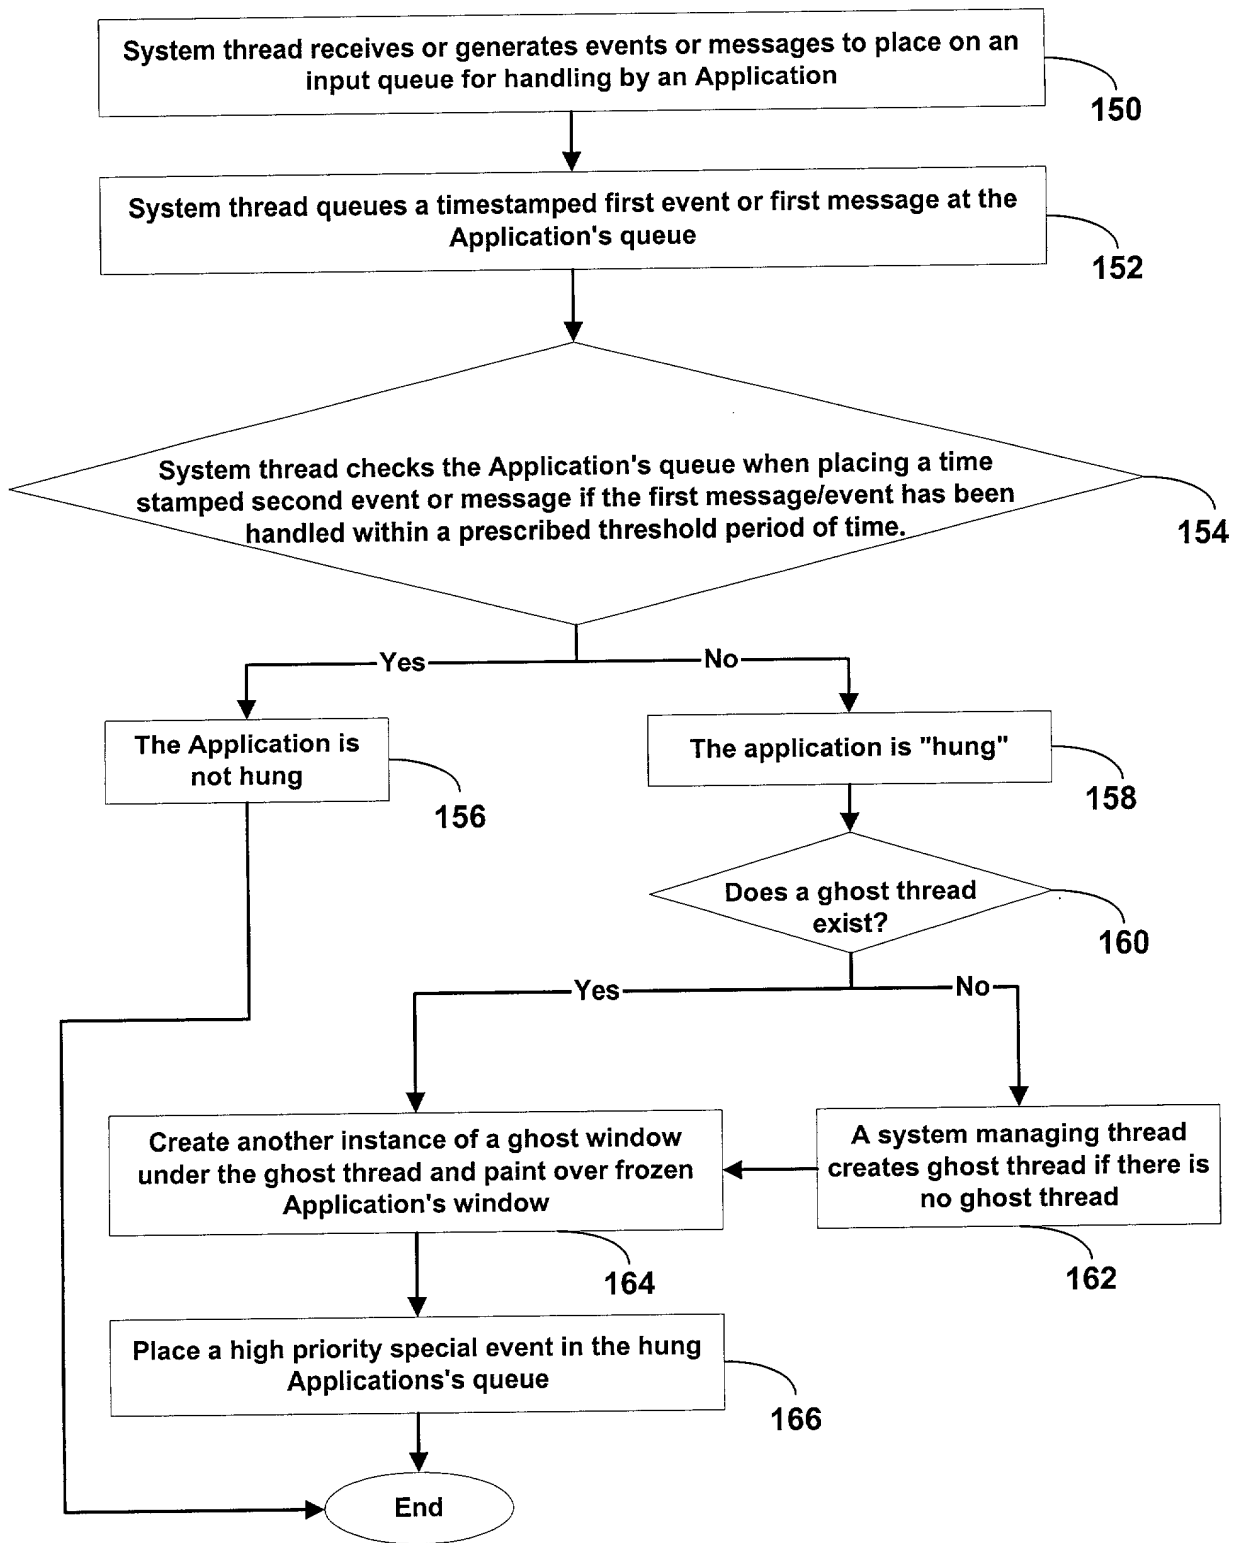 System thread receives or generates events or messages to place on an
input queue for handling by an Application
150
System thread queues a timestamped first event or first message at the
Application's queue
152
System thread checks the Application's queue when placing a time
stamped second event or message if the first message/event has been
handled within a prescribed threshold period of time.
154
Yes
No
The Application is
not hung
156
The application is "hung"
158
Does a ghost thread
exist?
160
Yes
No
Create another instance of a ghost window
under the ghost thread and paint over frozen
Application's window
164
A system managing thread
creates ghost thread if there is
no ghost thread
162
Place a high priority special event in the hung
Applications's queue
166
End